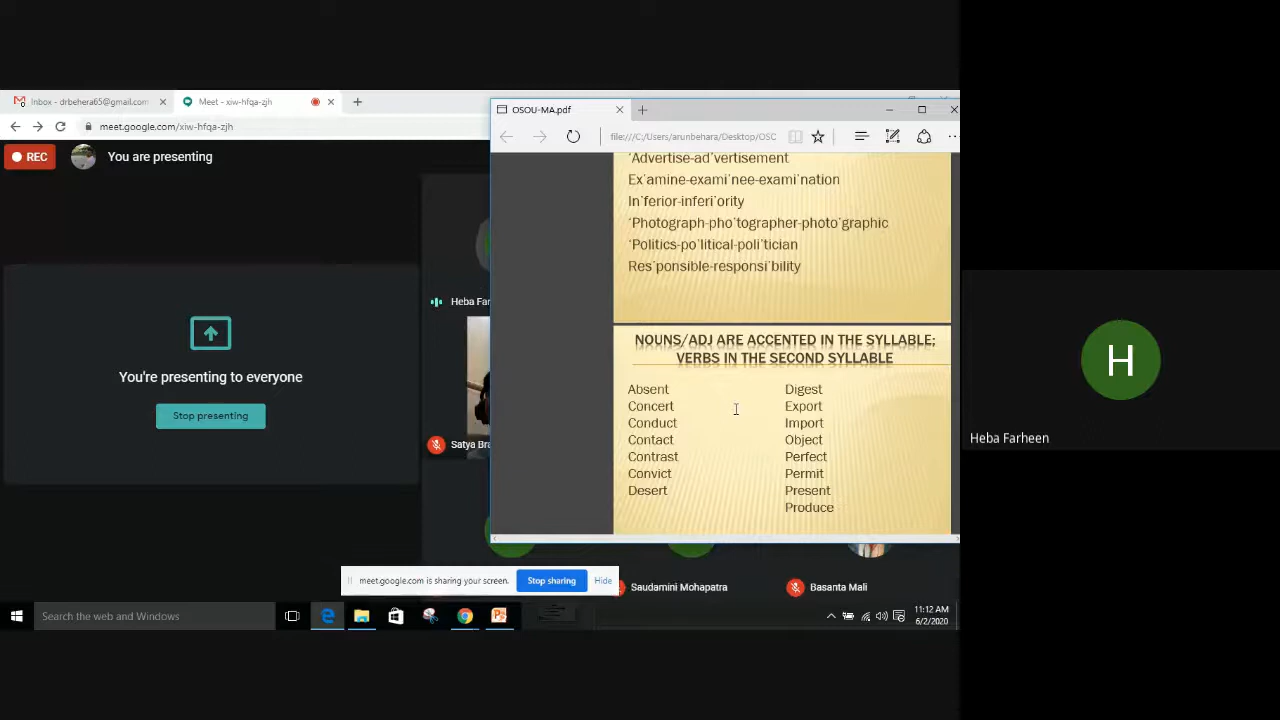 Inbox - drbehera65@gmail.com
Meet - xiw-hfqa-zjh
meet.google.com/xiw-hfqa-zjh
REC
You are presenting
You're presenting to everyone
Stop presenting
Heba Far
Satya Bra
OSOU-MA.pdf
file:///C:/Users/arunbehara/Desktop/OSC
'Advertise-ad'vertisement
Ex'amine-exami'nee-exami'nation
In'ferior-inferi'ority
'Photograph-pho'tographer-photo'graphic
'Politics-po'litical-poli'tician
Res'ponsible-responsi'bility
NOUNS/ADJ ARE ACCENTED IN THE SYLLABLE;
VERBS IN THE SECOND SYLLABLE
Absent
Concert
Conduct
Contact
Contrast
Convict
Desert
Digest
Export
Import
Object
Perfect
Permit
Present
Produce
meet.google.com is sharing your screen.
Stop sharing
Hide
Saudamini Mohapatra
Basanta Mali
Search the web and Windows
11:12 AM
6/2/2020
H
Heba Farheen